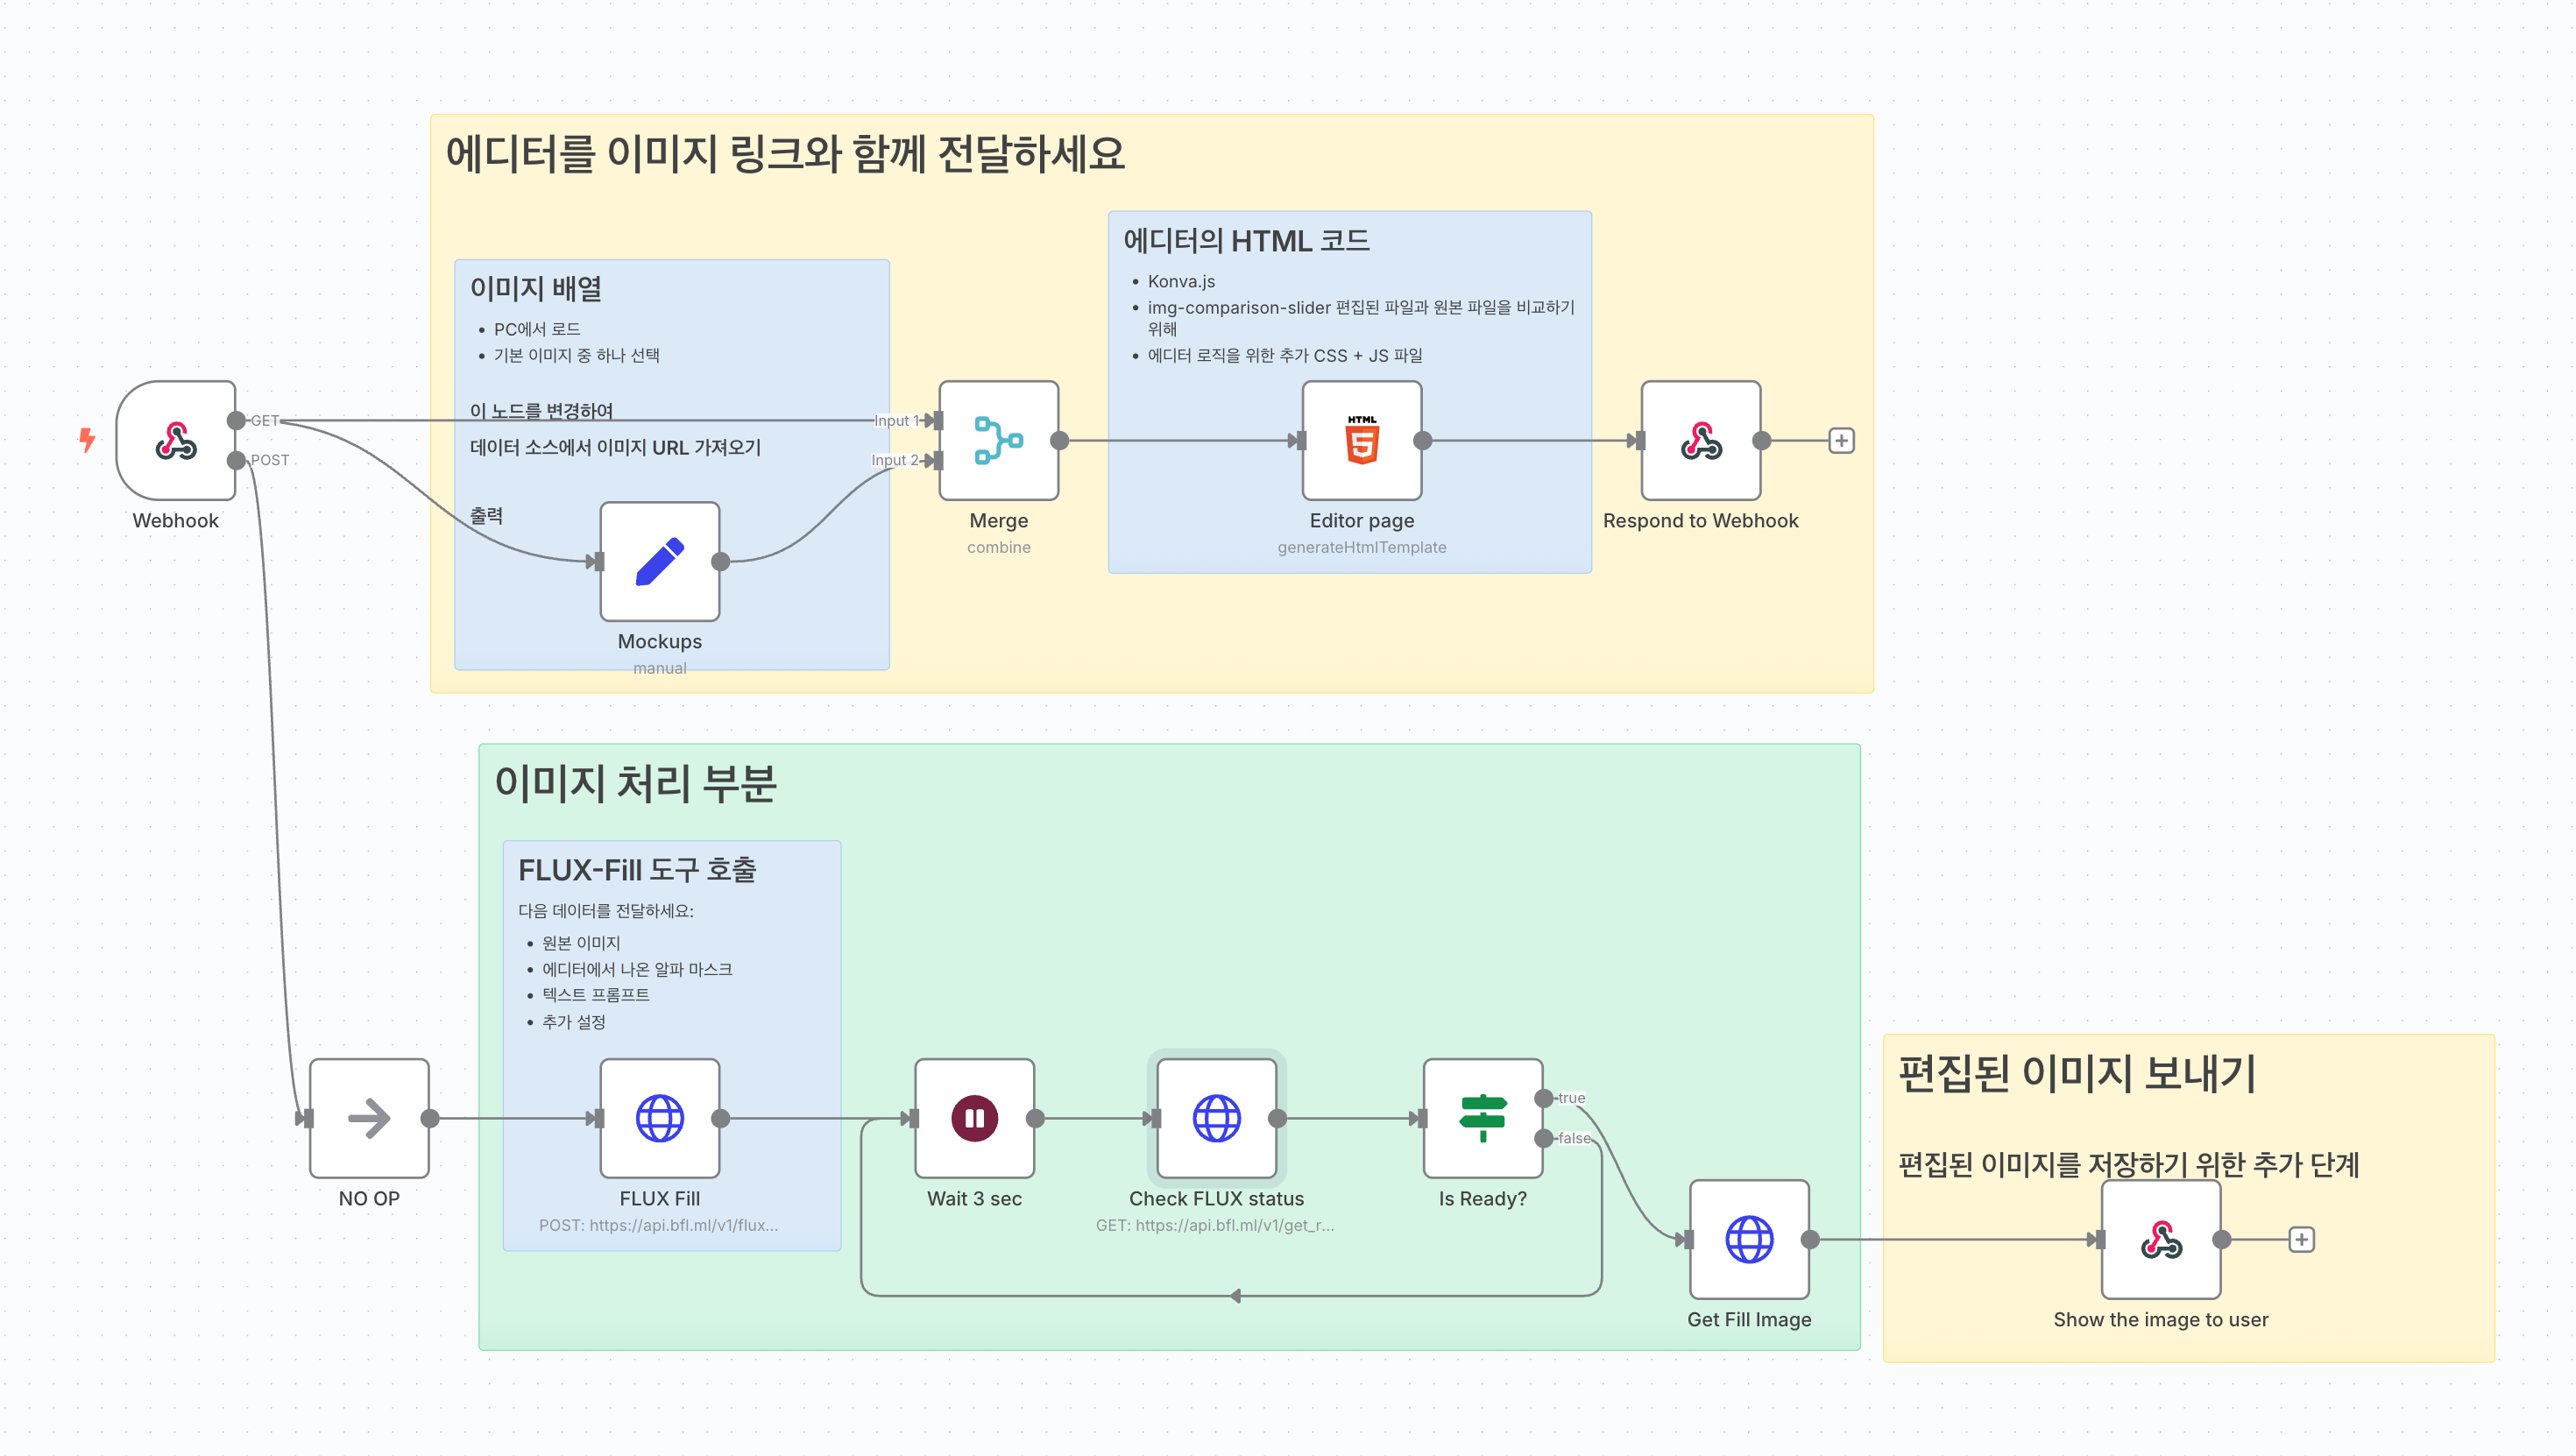 에디터를 이미지 링크와 함께 전달하세요
에디터의 HTML 코드
Konva.js
img-comparison-slider 편집된 파일과 원본 파일을 비교하기
위해
에디터 로직을 위한 추가 CSS + JS 파일
이미지 배열
PC에서 로드
기본 이미지 중 하나 선택
이 노드를 변경하여
데이터 소스에서 이미지 URL 가져오기
출력
GET
POST
Webhook
Input 1
Input 2
Mockups
manual
Merge
combine
HTML
Editor page
generateHtmlTemplate
Respond to Webhook
이미지 처리 부분
FLUX-Fill 도구 호출
다음 데이터를 전달하세요:
원본 이미지
에디터에서 나온 알파 마스크
텍스트 프롬프트
추가 설정
NO OP
FLUX Fill
POST: https://api.bfl.ml/v1/flux...
Wait 3 sec
Check FLUX status
GET: https://api.bfl.ml/v1/get_r...
Is Ready?
true
false
Get Fill Image
편집된 이미지 보내기
편집된 이미지를 저장하기 위한 추가 단계
Show the image to user